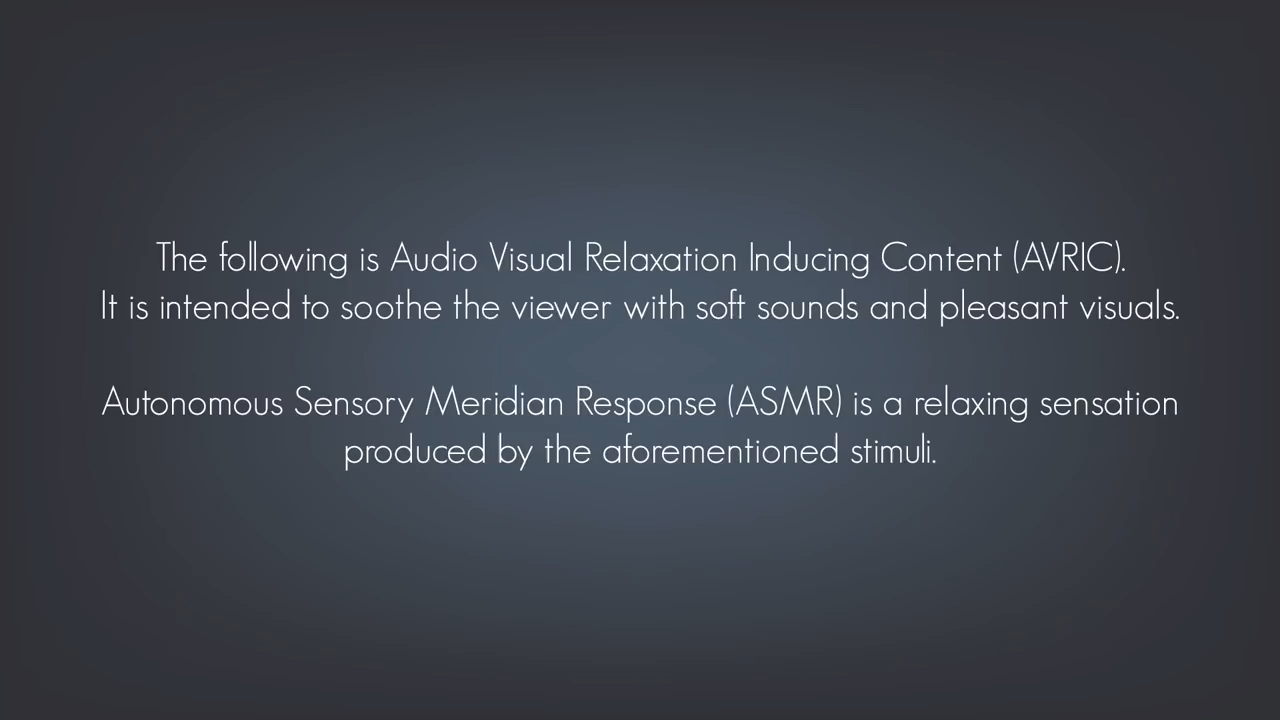 The following is Audio Visual Relaxation Inducing Content (AVRIC).
It is intended to soothe the viewer with soft sounds and pleasant visuals.
Autonomous Sensory Meridian Response (ASMR) is a relaxing sensation
produced by the aforementioned stimuli.